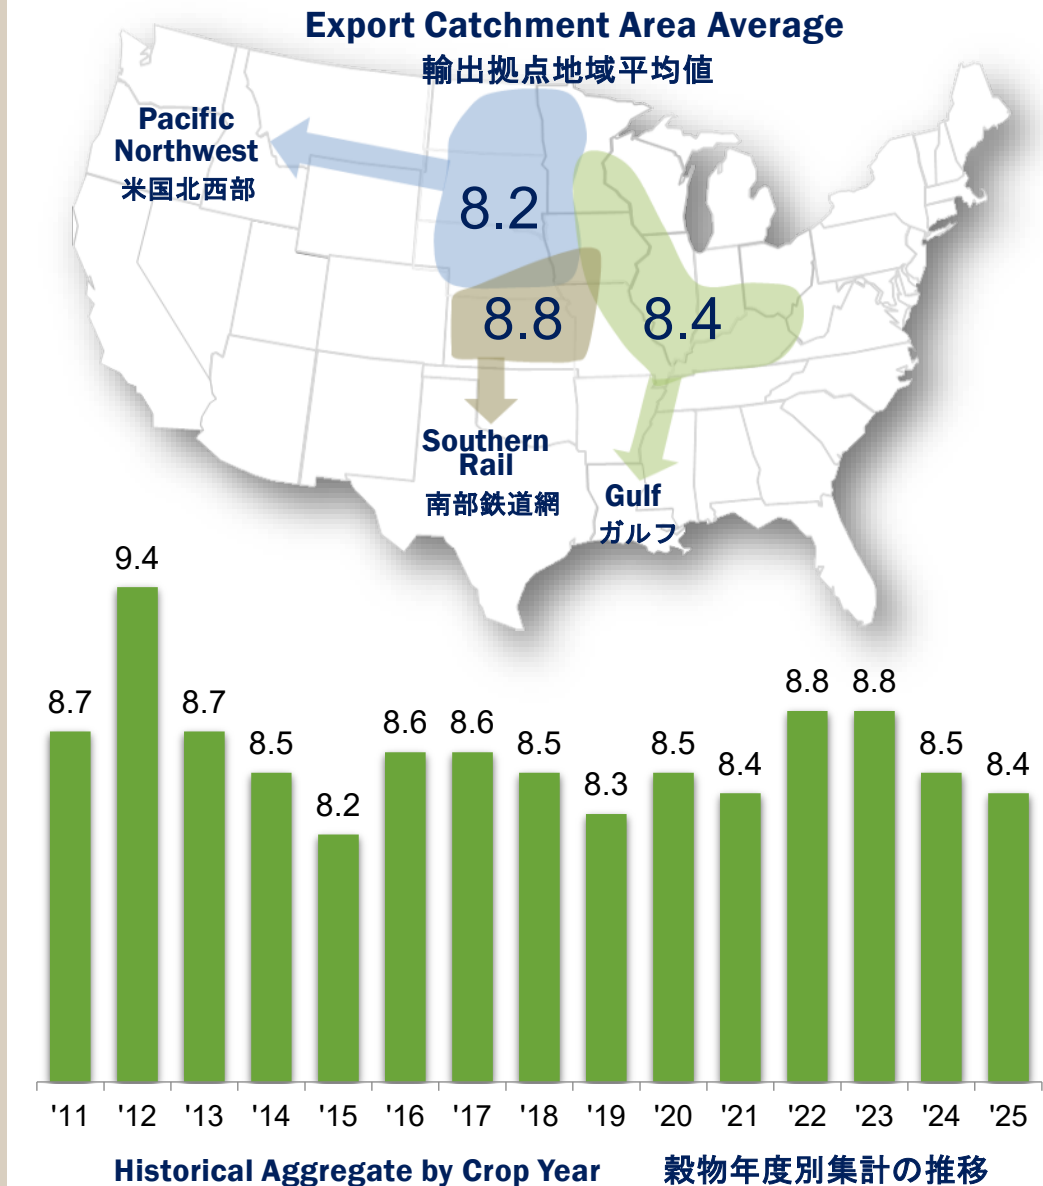 Export Catchment Area Average
輸出拠点地域平均値
Pacific
Northwest
米国北西部
8.2
8.8
8.4
Southern
Rail
南部鉄道網
Gulf
ガルフ
8.7
9.4
8.7
8.5
8.2
8.6
8.6
8.5
8.3
8.5
8.4
8.8
8.8
8.5
8.4
'11 '12 '13 '14 '15 '16 '17 '18 '19 '20 '21 '22 '23 '24 '25
Historical Aggregate by Crop Year 穀物年度別集計の推移